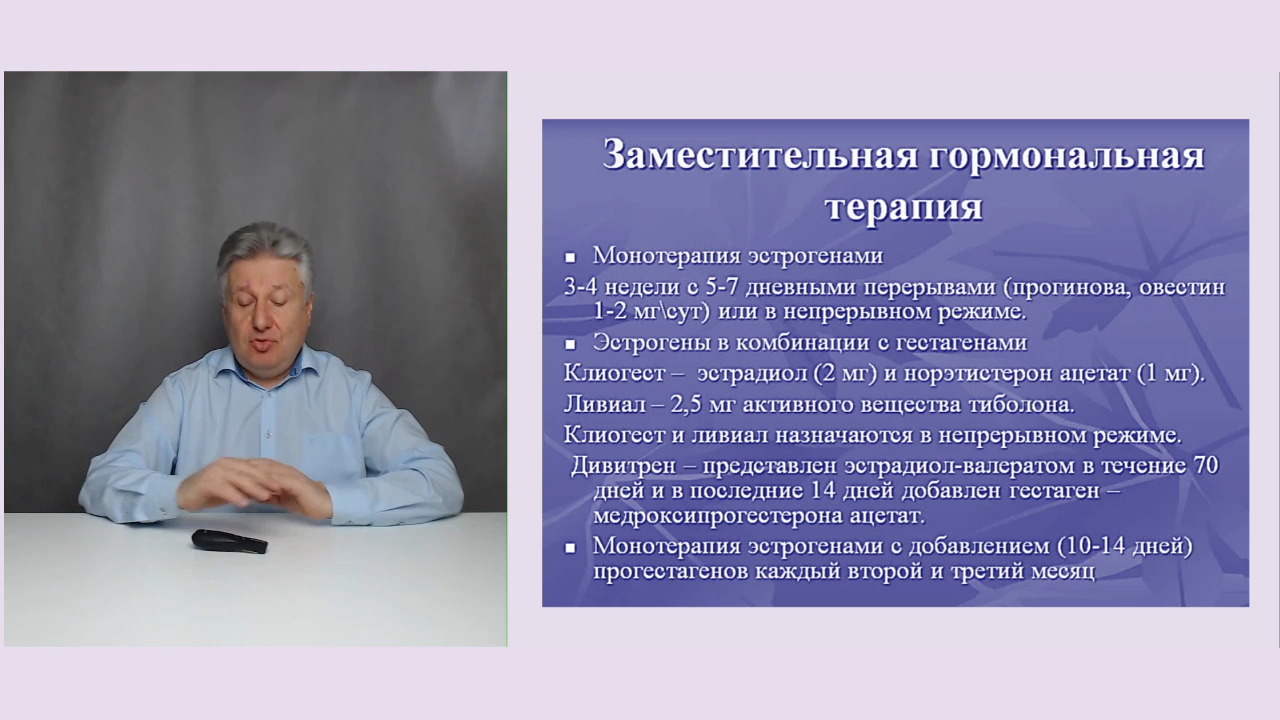 Заместительная гормональная
терапия
Монотерапия эстрогенами
3-4 недели с 5-7 дневными перерывами (прогинова, овестин
1-2 мг\сут) или в непрерывном режиме.
Эстрогены в комбинации с гестагенами
Клиогест – эстрадиол (2 мг) и норэтистерон ацетат (1 мг).
Ливиал – 2,5 мг активного вещества тиболона.
Клиогест и ливиал назначаются в непрерывном режиме.
Дивитрен – представлен эстрадиол-валератом в течение 70
дней и в последние 14 дней добавлен гестаген –
медроксипрогестерона ацетат.
Монотерапия эстрогенами с добавлением (10-14 дней)
прогестагенов каждый второй и третий месяц